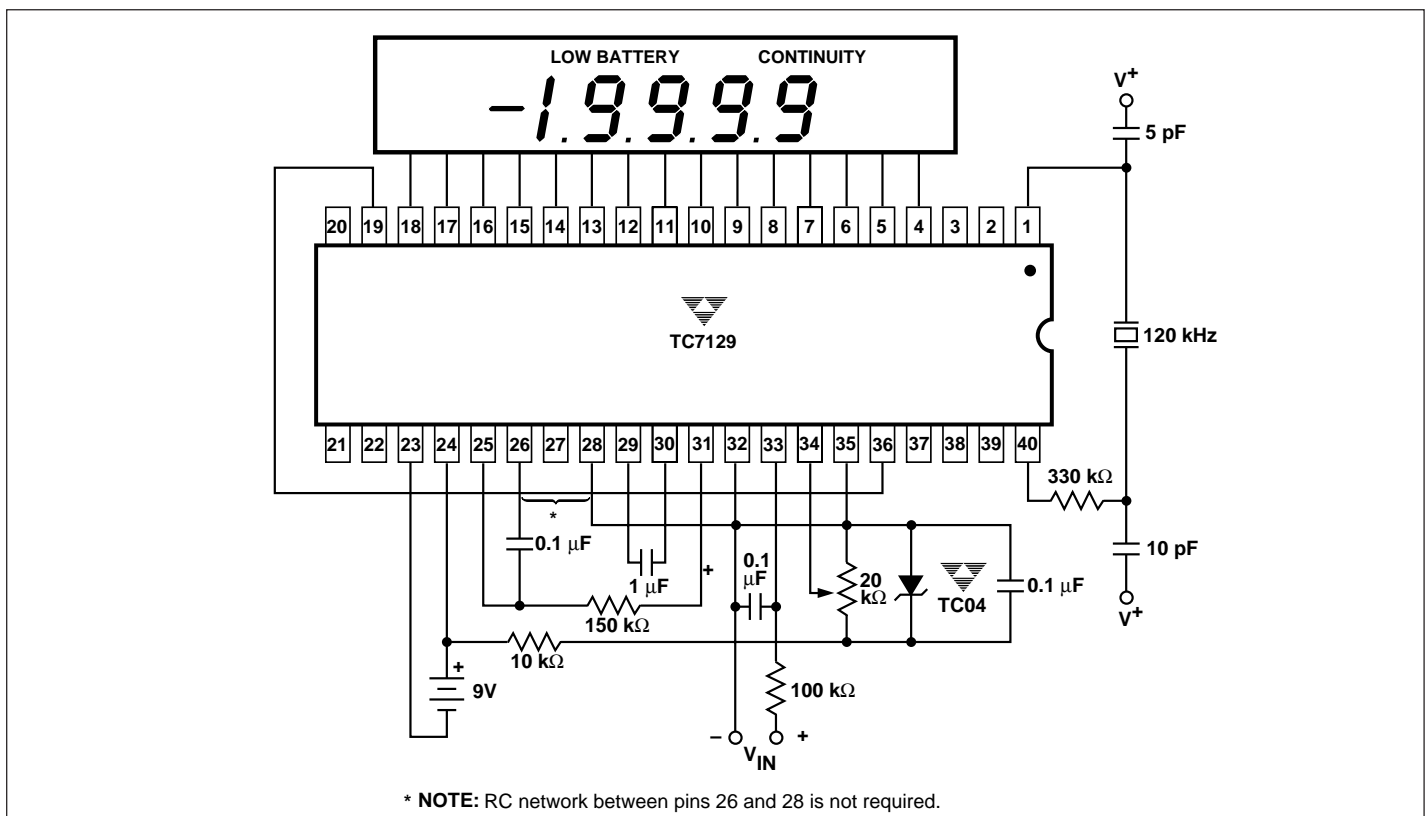 LOW BATTERY CONTINUITY
-1.9.9.9.9
V+
5 pF
20 19 18 17 16 15 14 13 12 11 10 9 8 7 6 5 4 3 2 1
TC7129
120 kHz
21 22 23 24 25 26 27 28 29 30 31 32 33 34 35 36 37 38 39 40
330 kΩ
*
0.1 µF
1 µF
+
0.1 µF
20 kΩ
TC04
0.1 µF
10 pF
V+
150 kΩ
10 kΩ
+
9V
100 kΩ
– +
VIN
* NOTE: RC network between pins 26 and 28 is not required.